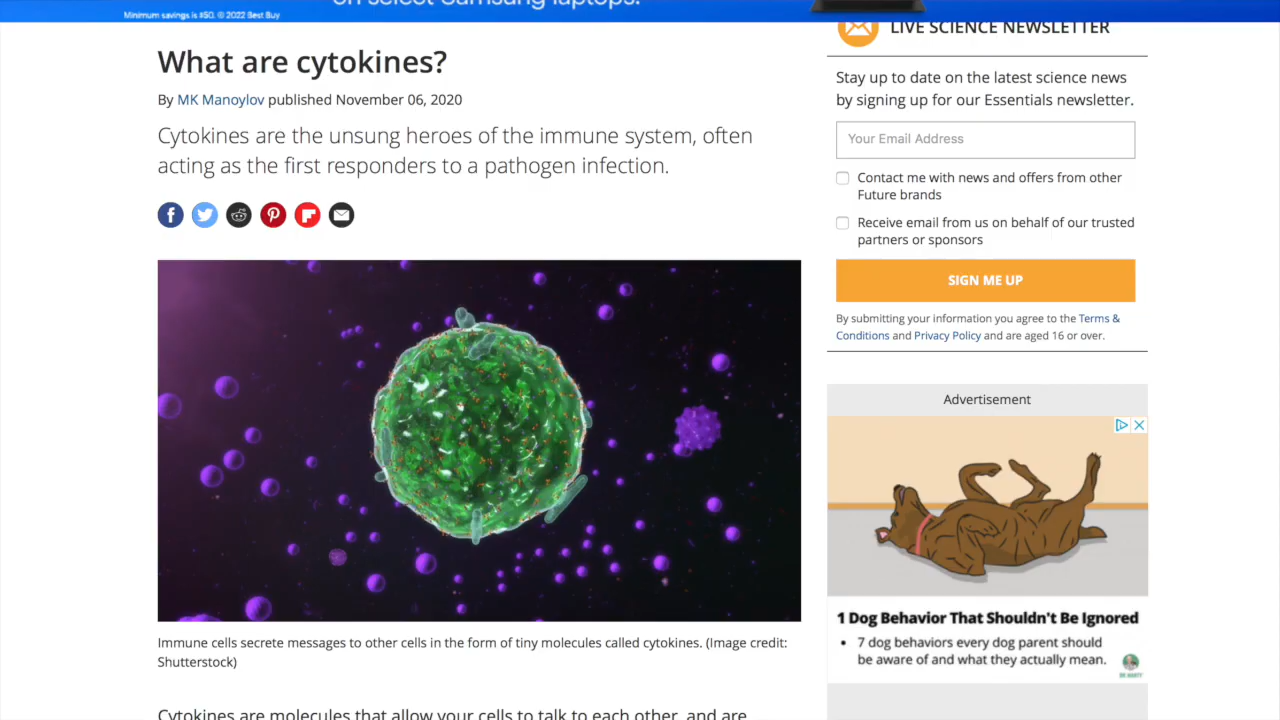 on select Samsung laptops.
Minimum savings is $50. © 2022 Best Buy
What are cytokines?
By MK Manoylov published November 06, 2020
Cytokines are the unsung heroes of the immune system, often
acting as the first responders to a pathogen infection.
Immune cells secrete messages to other cells in the form of tiny molecules called cytokines. (Image credit:
Shutterstock)
Cytokines are molecules that allow your cells to talk to each other, and are
LIVE SCIENCE NEWSLETTER
Stay up to date on the latest science news
by signing up for our Essentials newsletter.
Your Email Address
Contact me with news and offers from other
Future brands
Receive email from us on behalf of our trusted
partners or sponsors
SIGN ME UP
By submitting your information you agree to the Terms &
Conditions and Privacy Policy and are aged 16 or over.
Advertisement
1 Dog Behavior That Shouldn't Be Ignored
• 7 dog behaviors every dog parent should
be aware of and what they actually mean.
DR. MARTY